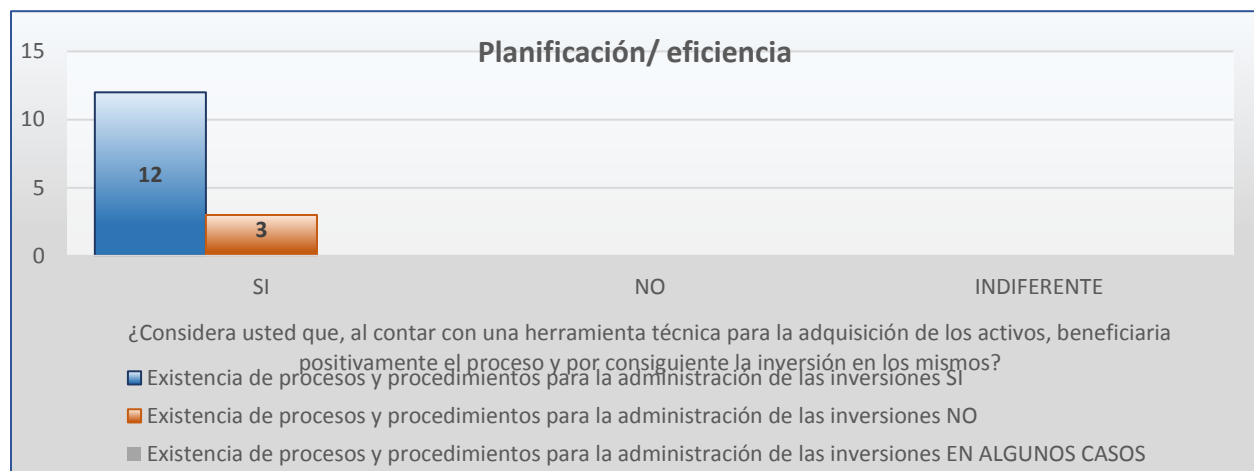 Planificación/ eficiencia
15
10
5
0
12
3
SI
NO
INDIFERENTE
¿Considera usted que, al contar con una herramienta técnica para la adquisición de los activos, beneficiaria
positivamente el proceso y por consiguiente la inversión en los mismos?
Existencia de procesos y procedimientos para la administración de las inversiones SI
Existencia de procesos y procedimientos para la administración de las inversiones NO
Existencia de procesos y procedimientos para la administración de las inversiones EN ALGUNOS CASOS